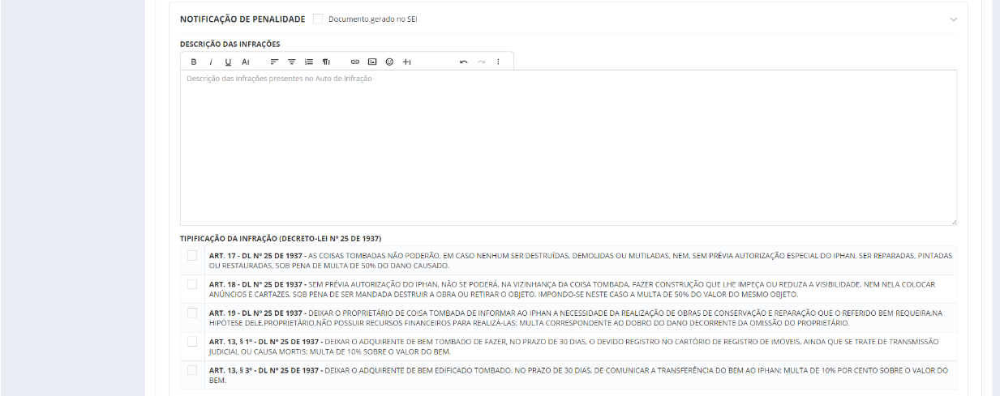 NOTIFICAÇÃO DE PENALIDADE Documento gerado no SEI
DESCRIÇÃO DAS INFRAÇÕES
Descrição das infrações presentes no Auto de Infração
TIPIFICAÇÃO DA INFRAÇÃO (DECRETO-LEI Nº 25 DE 1937)
ART. 17 - DL Nº 25 DE 1937 - AS COISAS TOMBADAS NÃO PODERÃO, EM CASO NENHUM SER DESTRUÍDAS, DEMOLIDAS OU MUTILADAS, NEM, SEM PRÉVIA AUTORIZAÇÃO ESPECIAL DO IPHAN, SER REPARADAS, PINTADAS
OU RESTAURADAS, SOB PENA DE MULTA DE 50% DO DANO CAUSADO.
ART. 18 - DL Nº 25 DE 1937 - SEM PRÉVIA AUTORIZAÇÃO DO IPHAN, NÃO SE PODERÁ, NA VIZINHANÇA DA COISA TOMBADA, FAZER CONSTRUÇÃO QUE LHE IMPEÇA OU REDUZA A VISIBILIDADE, NEM NELA COLOCAR
ANÚNCIOS E CARTAZES, SOB PENA DE SER MANDADA DESTRUIR A OBRA OU RETIRAR O OBJETO, IMPONDO-SE NESTE CASO A MULTA DE 50% DO VALOR DO MESMO OBJETO.
ART. 19 - DL Nº 25 DE 1937 - DEIXAR O PROPRIETÁRIO DE COISA TOMBADA DE INFORMAR AO IPHAN A NECESSIDADE DA REALIZAÇÃO DE OBRAS DE CONSERVAÇÃO E REPARAÇÃO QUE O REFERIDO BEM REQUEIRA,NA
HIPÓTESE DELE,PROPRIETÁRIO,NÃO POSSUIR RECURSOS FINANCEIROS PARA REALIZÁ-LAS: MULTA CORRESPONDENTE AO DOBRO DO DANO DECORRENTE DA OMISSÃO DO PROPRIETÁRIO.
ART. 13, § 1º - DL Nº 25 DE 1937 - DEIXAR O ADQUIRENTE DE BEM TOMBADO DE FAZER, NO PRAZO DE 30 DIAS, O DEVIDO REGISTRO NO CARTÓRIO DE REGISTRO DE IMÓVEIS, AINDA QUE SE TRATE DE TRANSMISSÃO
JUDICIAL OU CAUSA MORTIS: MULTA DE 10% SOBRE O VALOR DO BEM.
ART. 13, § 3º - DL Nº 25 DE 1937 - DEIXAR O ADQUIRENTE DE BEM EDIFICADO TOMBADO, NO PRAZO DE 30 DIAS, DE COMUNICAR A TRANSFERÊNCIA DO BEM AO IPHAN: MULTA DE 10% POR CENTO SOBRE O VALOR DO
BEM.